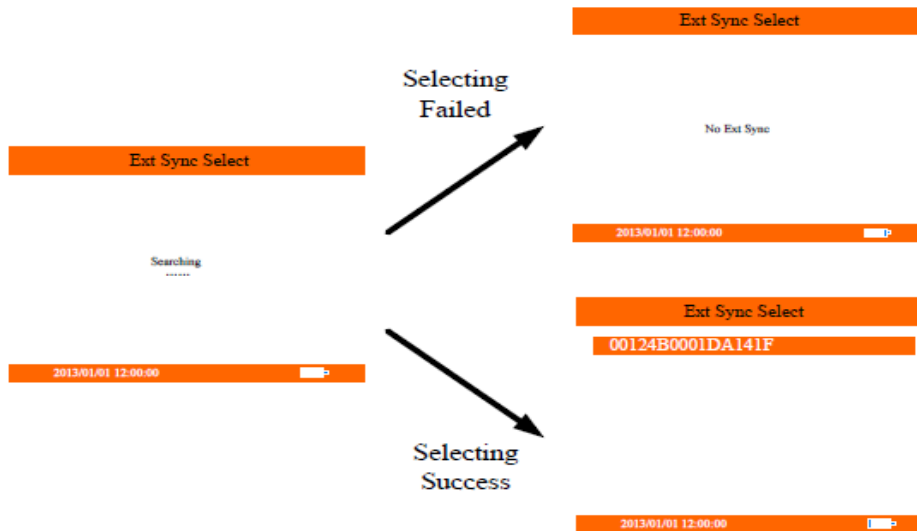 Ext Sync Select
Searching
......
2013/01/01 12:00:00
Selecting
Failed
Ext Sync Select
No Ext Sync
2013/01/01 12:00:00
Selecting
Success
Ext Sync Select
00124B0001DA141F
2013/01/01 12:00:00